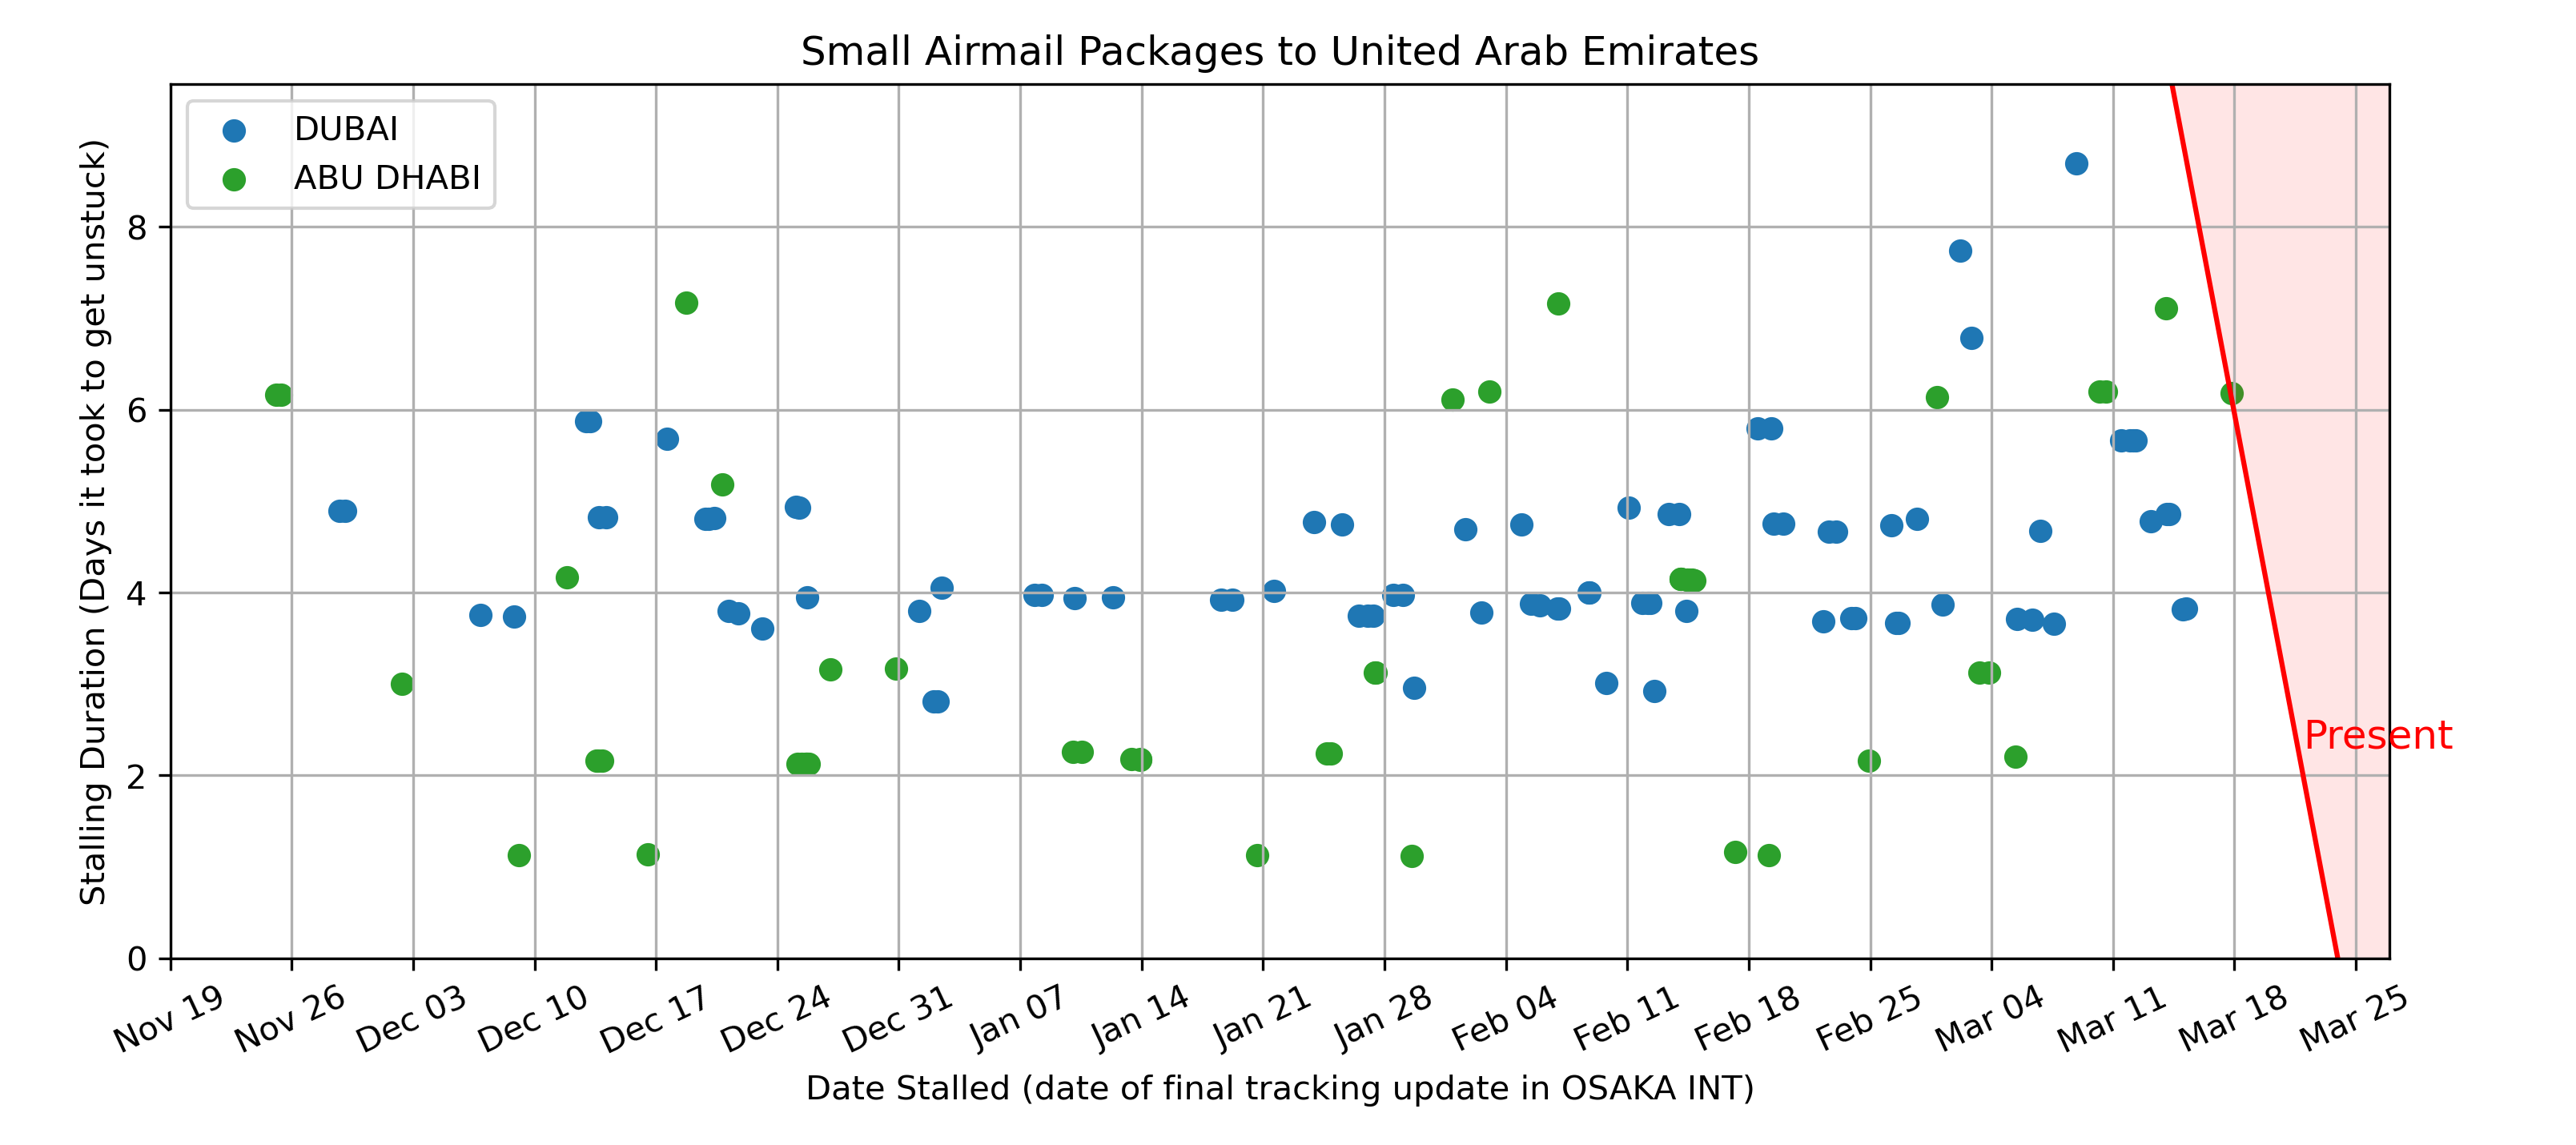 Small Airmail Packages to United Arab Emirates
DUBAI
ABU DHABI
Stalling Duration (Days it took to get unstuck)
8
6
4
2
0
Present
Nov 19
Nov 26
Dec 03
Dec 10
Dec 17
Dec 24
Dec 31
Jan 07
Jan 14
Jan 21
Jan 28
Feb 04
Feb 11
Feb 18
Feb 25
Mar 04
Mar 11
Mar 18
Mar 25
Date Stalled (date of final tracking update in OSAKA INT)